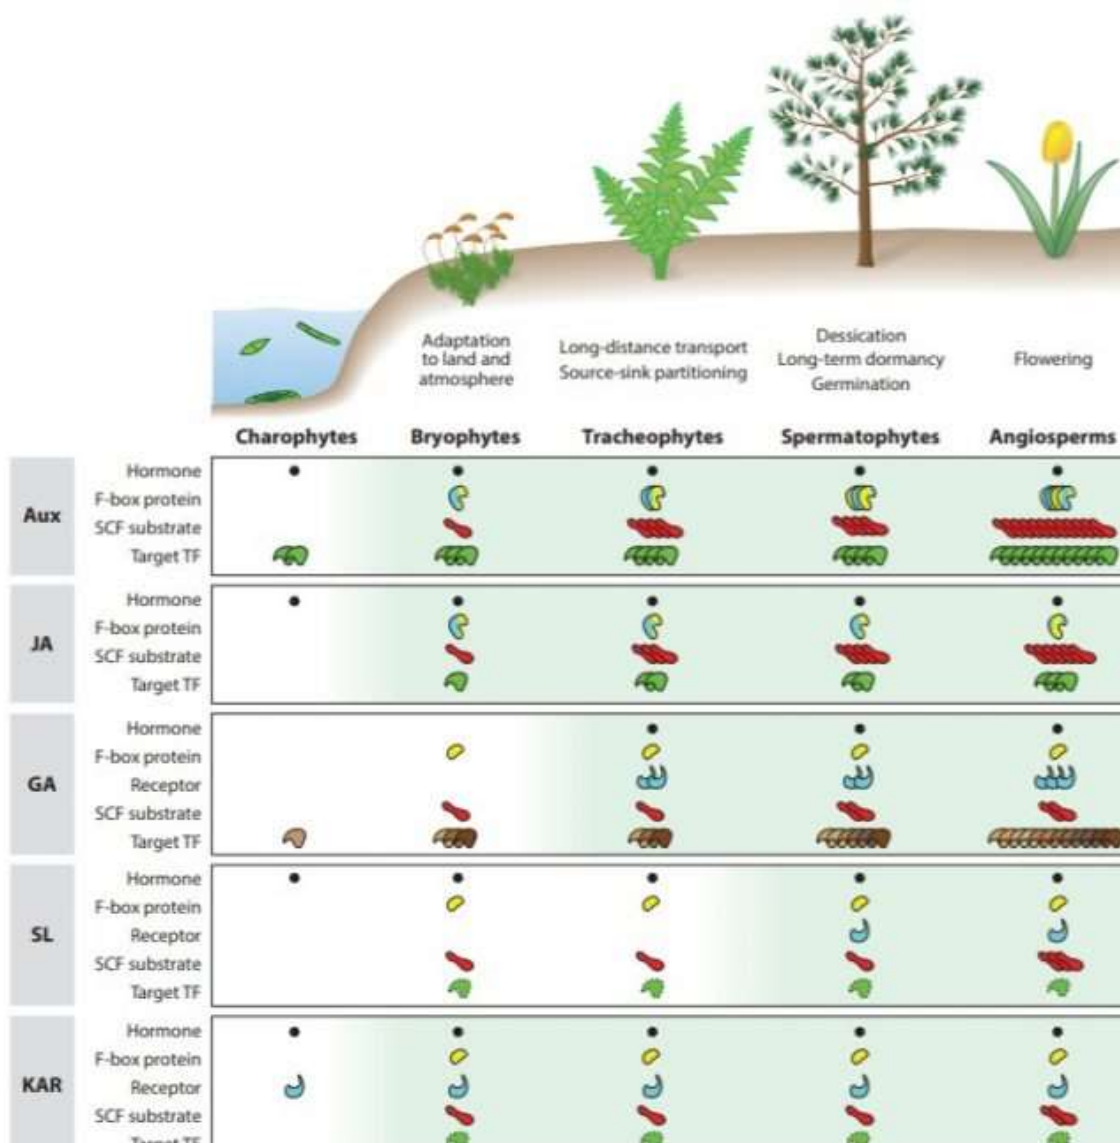 Adaptation
to land and
atmosphere
Long-distance transport
Source-sink partitioning
Dessication
Long-term dormancy
Germination
Flowering
Charophytes Bryophytes Tracheophytes Spermatophytes Angiosperms
Aux
Hormone
F-box protein
SCF substrate
Target TF
JA
Hormone
F-box protein
SCF substrate
Target TF
GA
Hormone
F-box protein
Receptor
SCF substrate
Target TF
SL
Hormone
F-box protein
Receptor
SCF substrate
Target TF
KAR
Hormone
F-box protein
Receptor
SCF substrate
Target TF